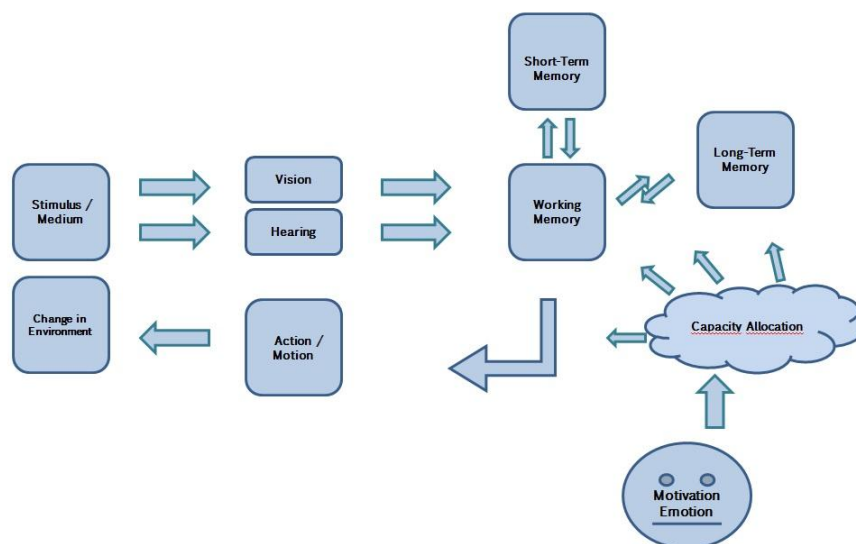 Short-Term
Memory
Long-Term
Memory
Stimulus /
Medium
Vision
Hearing
Working
Memory
Change in
Environment
Action /
Motion
Capacity Allocation
Motivation
Emotion